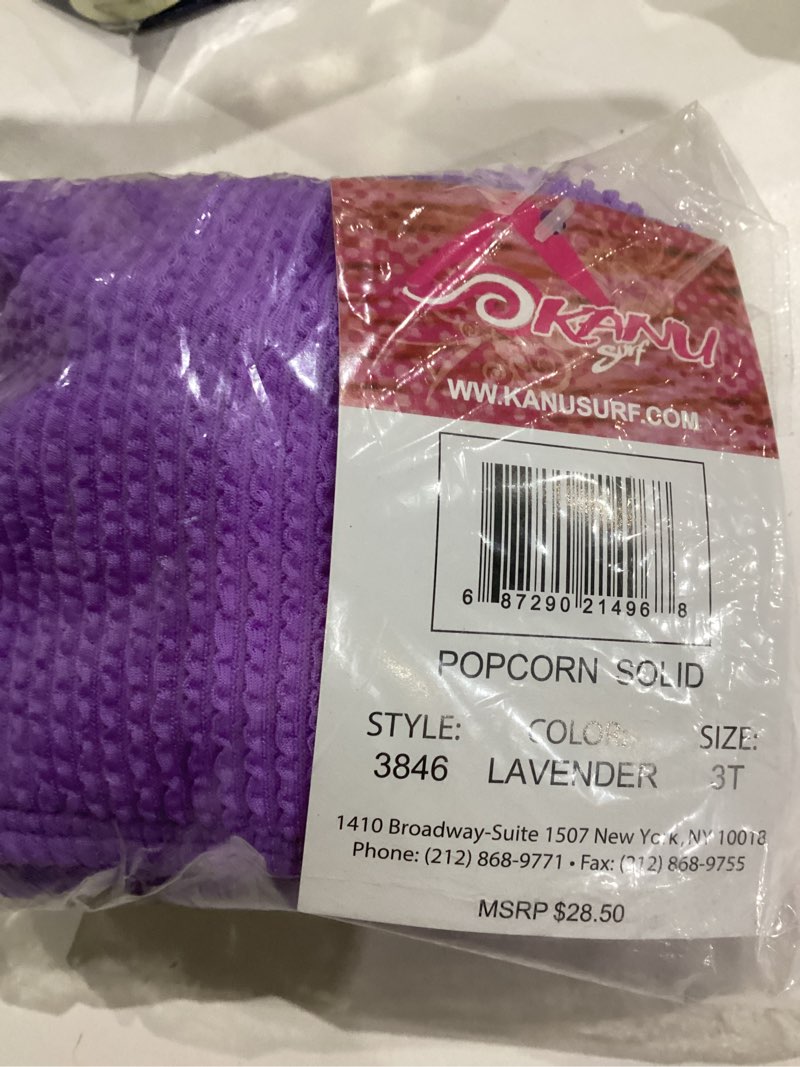 KANU
Surf
WW.KANUSURF.COM
6 87290 21496 8
POPCORN SOLID
STYLE: COLOR: SIZE:
3846 LAVENDER 3T
1410 Broadway-Suite 1507 New York, NY 10018
Phone: (212) 868-9771 • Fax: (212) 868-9755
MSRP $28.50